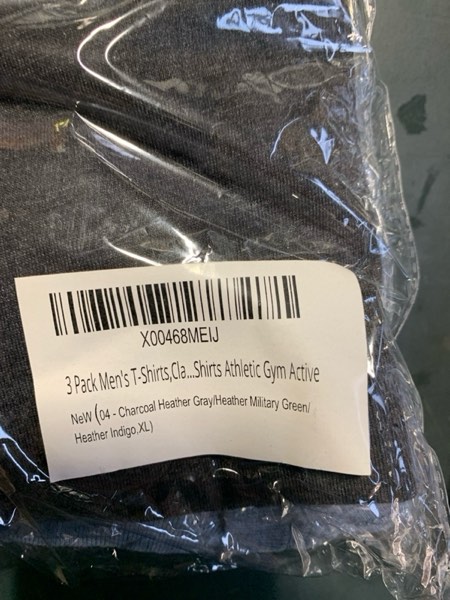 X00468MEIJ
3 Pack Men's T-Shirts,Cla...Shirts Athletic Gym Active
NeW (04 - Charcoal Heather Gray/Heather Military Green/
Heather Indigo,XL)